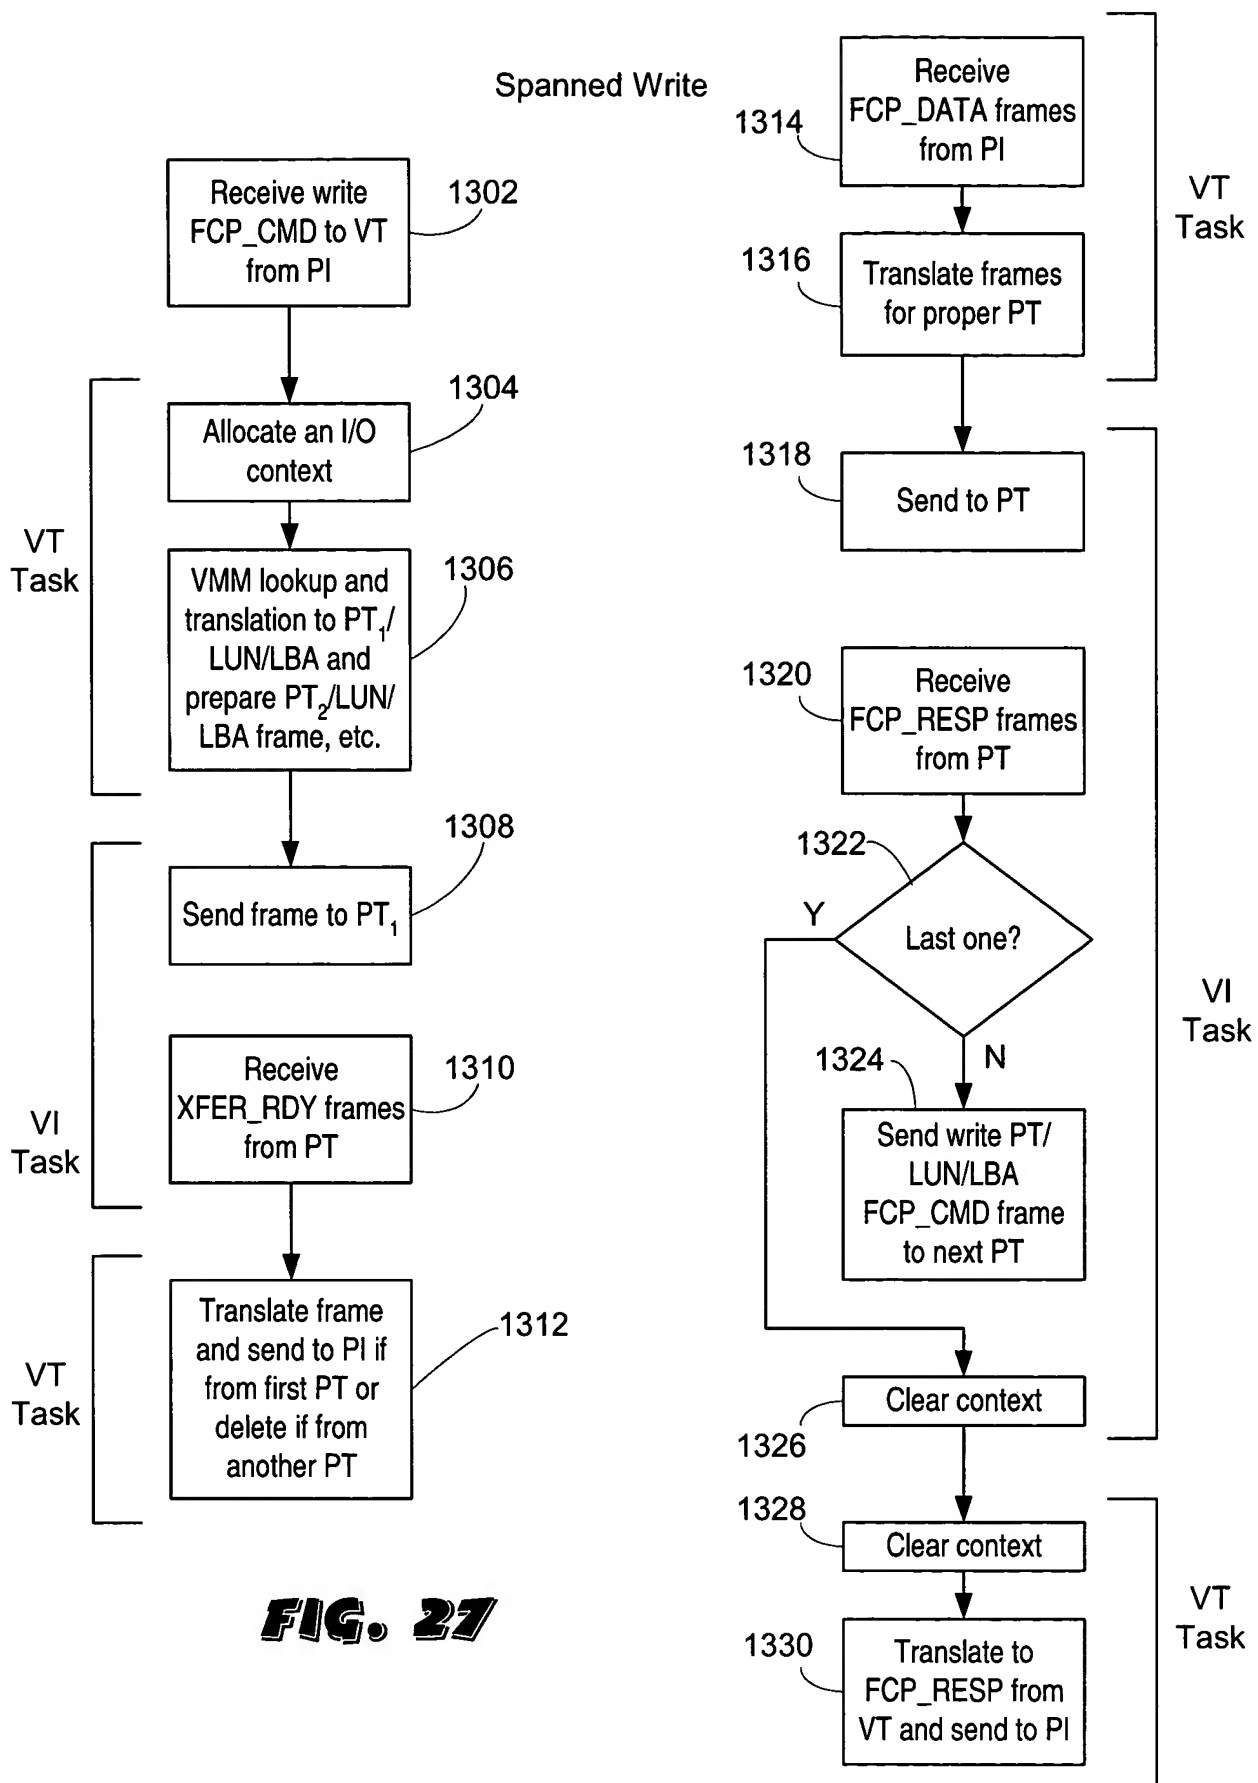 Spanned Write
Receive write
FCP_CMD to VT
from PI
1302
VT
Task
Allocate an I/O
context
1304
VMM lookup and
translation to PT1/
LUN/LBA and
prepare PT2/LUN/
LBA frame, etc.
1306
VI
Task
Send frame to PT1
1308
Receive
XFER_RDY frames
from PT
1310
VT
Task
Translate frame
and send to PI if
from first PT or
delete if from
another PT
1312
FIG. 27
VT
Task
1314
Receive
FCP_DATA frames
from PI
1316
Translate frames
for proper PT
VI
Task
1318
Send to PT
1320
Receive
FCP_RESP frames
from PT
1322
Last one?
Y
N
1324
Send write PT/
LUN/LBA
FCP_CMD frame
to next PT
Clear context
1326
VT
Task
1328
Clear context
1330
Translate to
FCP_RESP from
VT and send to PI